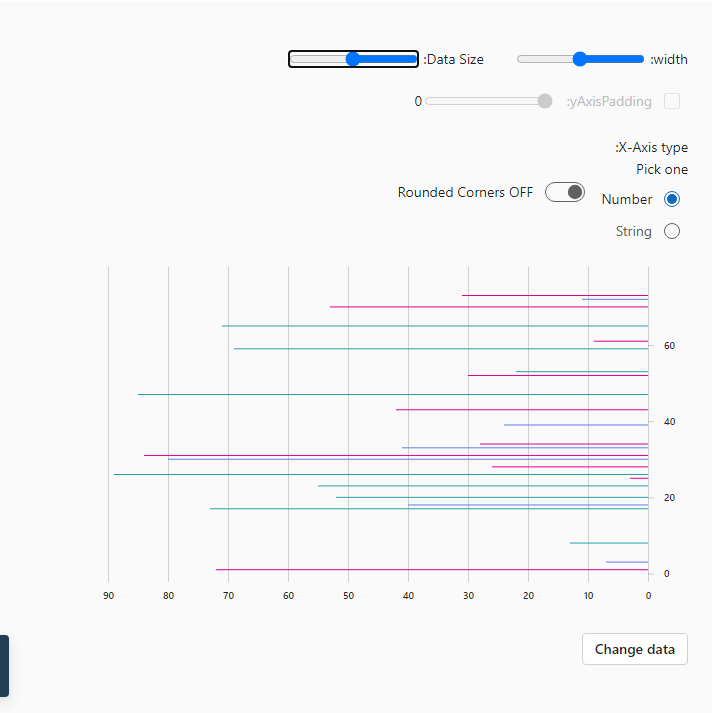 :width
:Data Size
:yAxisPadding
0
:X-Axis type
Pick one
Number
Rounded Corners OFF
String
60
40
20
0
90 80 70 60 50 40 30 20 10 0
Change data